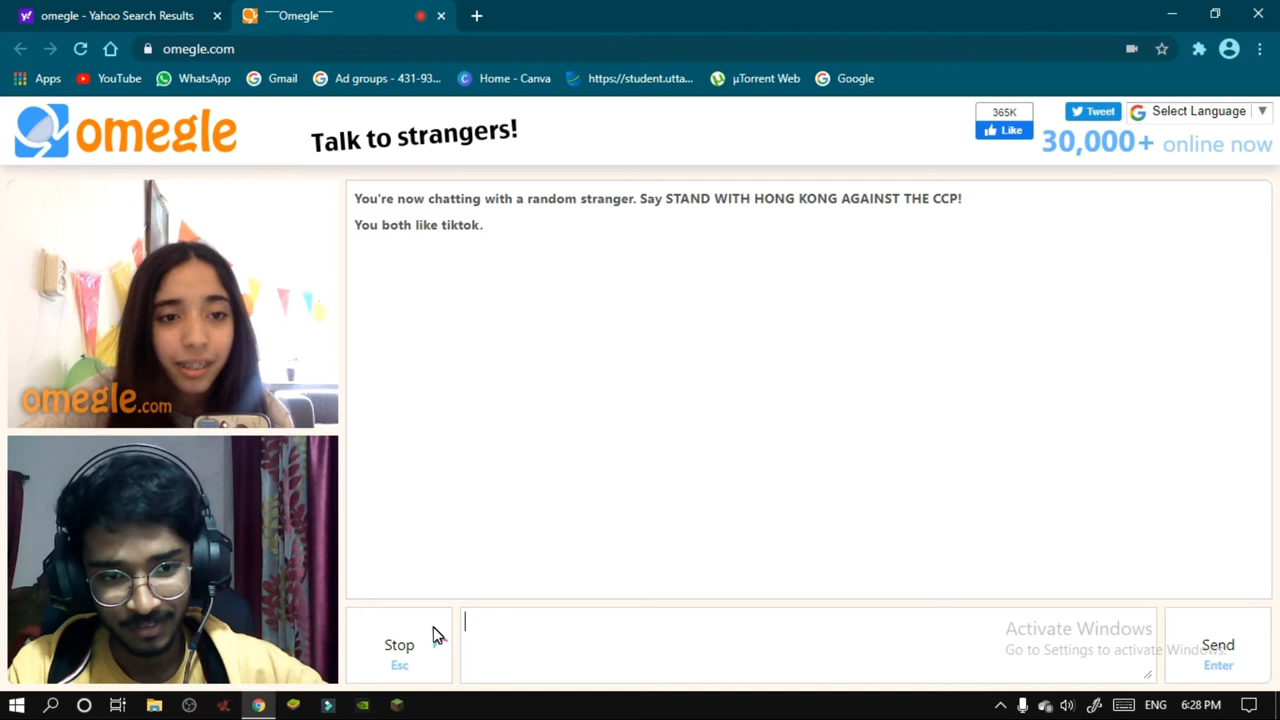 omegle - Yahoo Search Results
Omegle
omegle.com
Apps YouTube WhatsApp Gmail Ad groups - 431-93... Home - Canva https://student.utta... µTorrent Web Google
omegle
Talk to strangers!
365K
Like
Tweet
Select Language
30,000+ online now
You're now chatting with a random stranger. Say STAND WITH HONG KONG AGAINST THE CCP!
You both like tiktok.
omegle.com
Stop
Esc
Activate Windows
Go to Settings to activate Windows.
Send
Enter
ENG 6:28 PM